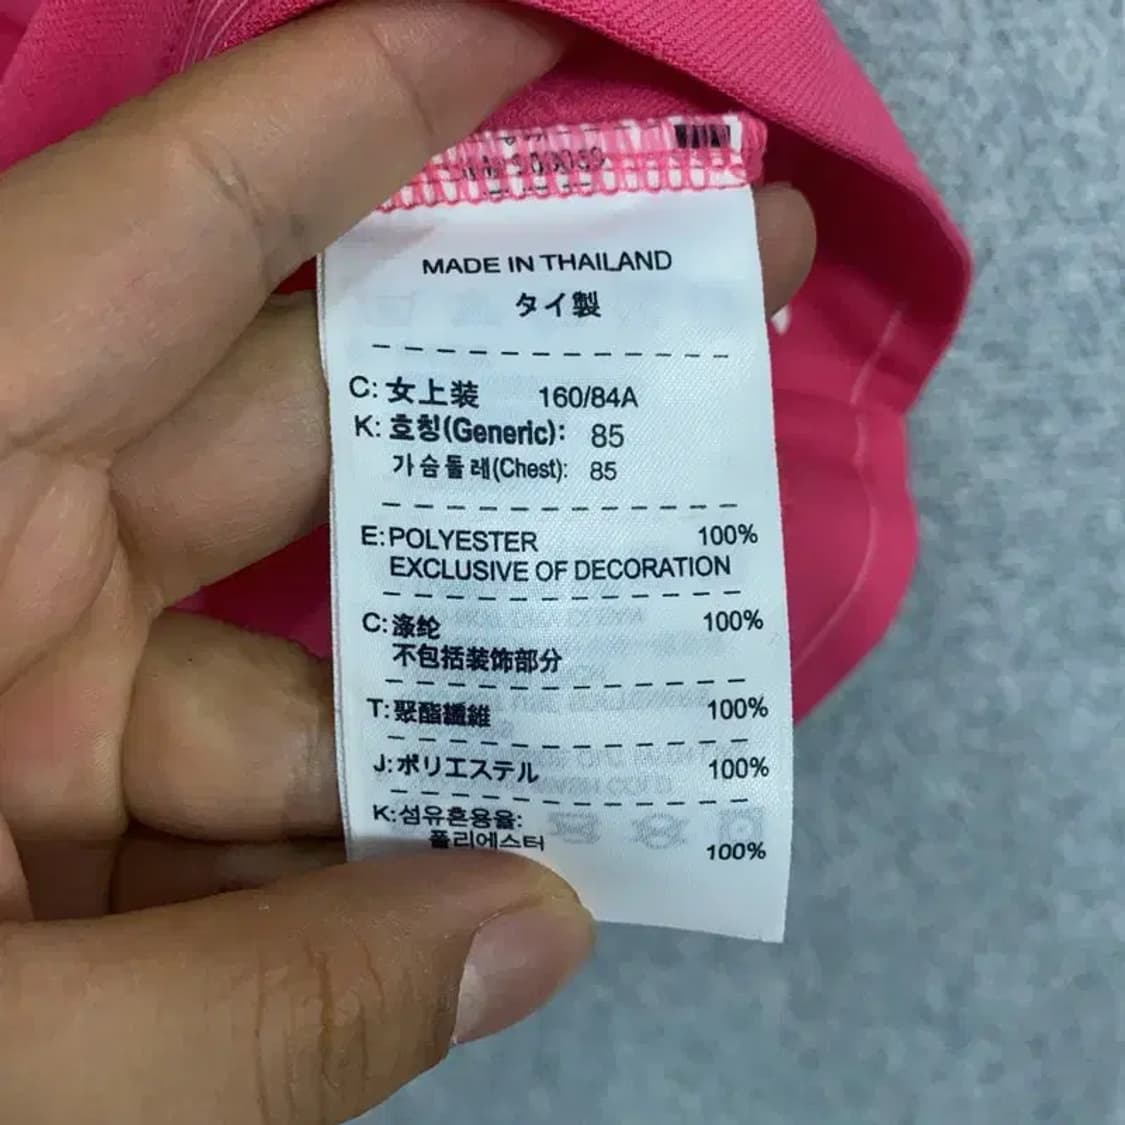 MADE IN THAILAND
タイ製
C: 女上装 160/84A
K: 호칭(Generic): 85
가슴둘레(Chest): 85
E: POLYESTER 100%
EXCLUSIVE OF DECORATION
C: 涤纶 100%
不包括装饰部分
T: 聚酯纖維 100%
J: ポリエステル 100%
K: 섬유혼용율:
폴리에스터 100%